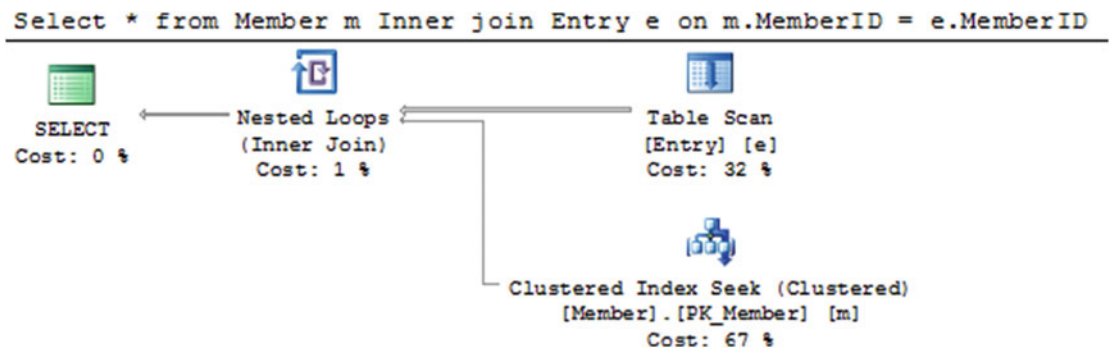 Select * from Member m Inner join Entry e on m.MemberID = e.MemberID
SELECT
Cost: 0 %
Nested Loops
(Inner Join)
Cost: 1 %
Table Scan
[Entry] [e]
Cost: 32 %
Clustered Index Seek (Clustered)
[Member].[PK_Member] [m]
Cost: 67 %